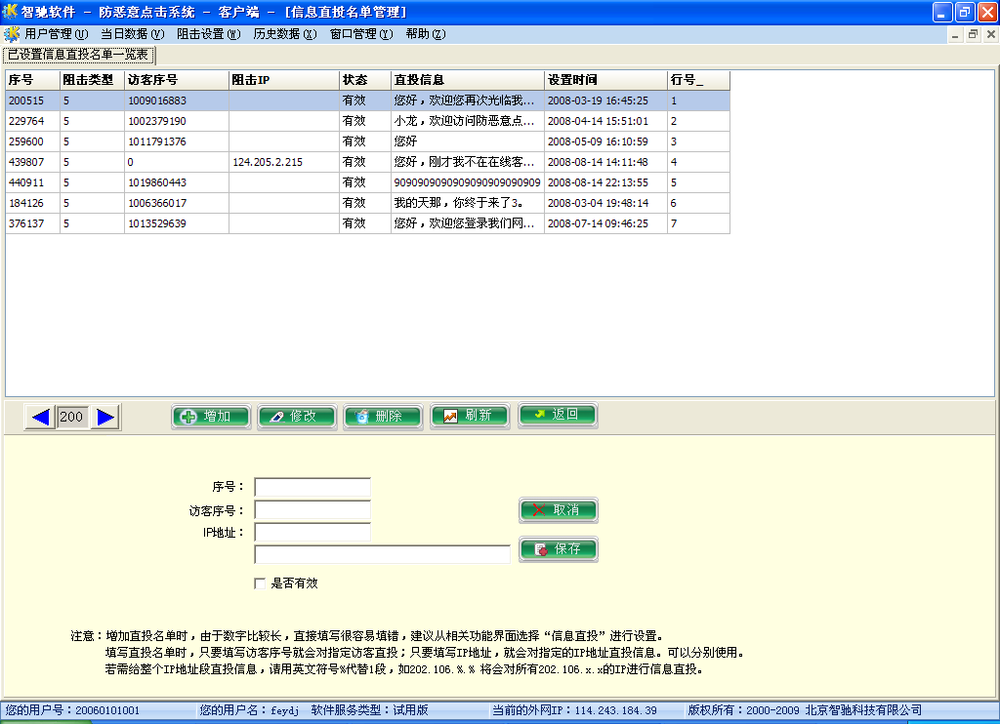 智驰软件 - 防恶意点击系统 - 客户端 - [信息直投名单管理]
用户管理(U) 当日数据(V) 阻击设置(W) 历史数据(X) 窗口管理(Y) 帮助(Z)
已设置信息直投名单一览表
序号 阻击类型 访客序号 阻击IP 状态 直投信息 设置时间 行号_
200515 5 1009016883 有效 您好，欢迎您再次光临我... 2008-03-19 16:45:25 1
229764 5 1002379190 有效 小龙，欢迎访问防恶意点... 2008-04-14 15:51:01 2
259600 5 1011791376 有效 您好 2008-05-09 16:10:59 3
439807 5 0 124.205.2.215 有效 您好，刚才我不在在线客... 2008-08-14 14:11:48 4
440911 5 1019860443 有效 9090909090909090909090909 2008-08-14 22:13:55 5
184126 5 1006366017 有效 我的天那，你终于来了3。 2008-03-04 19:48:14 6
376137 5 1013529639 有效 您好，欢迎您登录我们网... 2008-07-14 09:46:25 7
200 增加 修改 删除 刷新 返回
序号：
访客序号： 取消
IP地址：
保存
是否有效
注意：增加直投名单时，由于数字比较长，直接填写很容易填错，建议从相关功能界面选择“信息直投”进行设置。
填写直投名单时，只要填写访客序号就会对指定访客直投；只要填写IP地址，就会对指定的IP地址直投信息。可以分别使用。
若需给整个IP地址段直投信息，请用英文符号%代替1段，如202.106.%.% 将会对所有202.106.x.x的IP进行信息直投。
您的用户号：20060101001 您的用户名：feydj 软件服务类型：试用版 当前的外网IP：114.243.184.39 版权所有：2000-2009 北京智驰科技有限公司